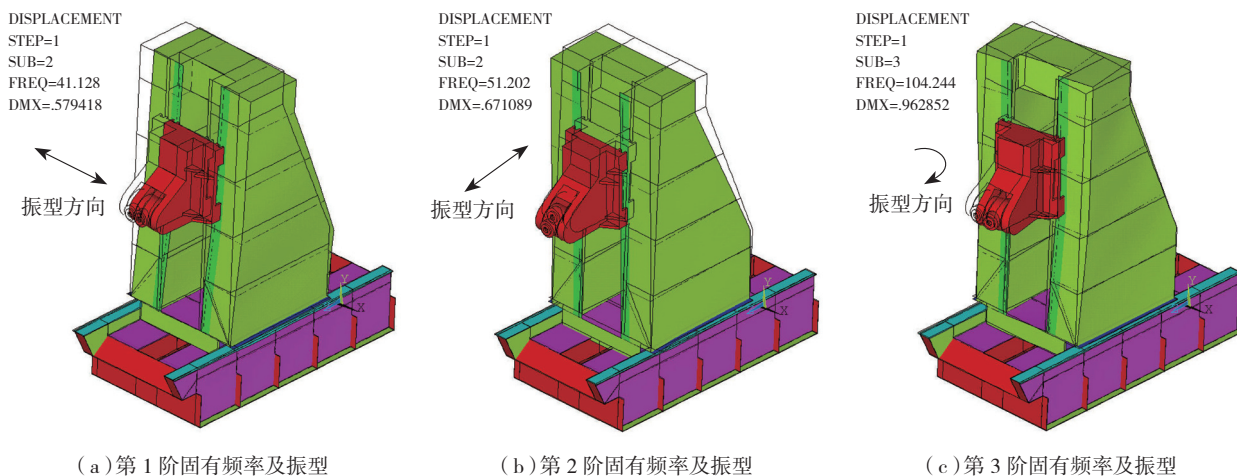 DISPLACEMENT
STEP=1
SUB=2
FREQ=41.128
DMX=.579418
振型方向
Y
X
(a)第 1 阶固有频率及振型
DISPLACEMENT
STEP=1
SUB=2
FREQ=51.202
DMX=.671089
振型方向
Y
X
(b)第 2 阶固有频率及振型
DISPLACEMENT
STEP=1
SUB=3
FREQ=104.244
DMX=.962852
振型方向
Y
X
(c)第 3 阶固有频率及振型